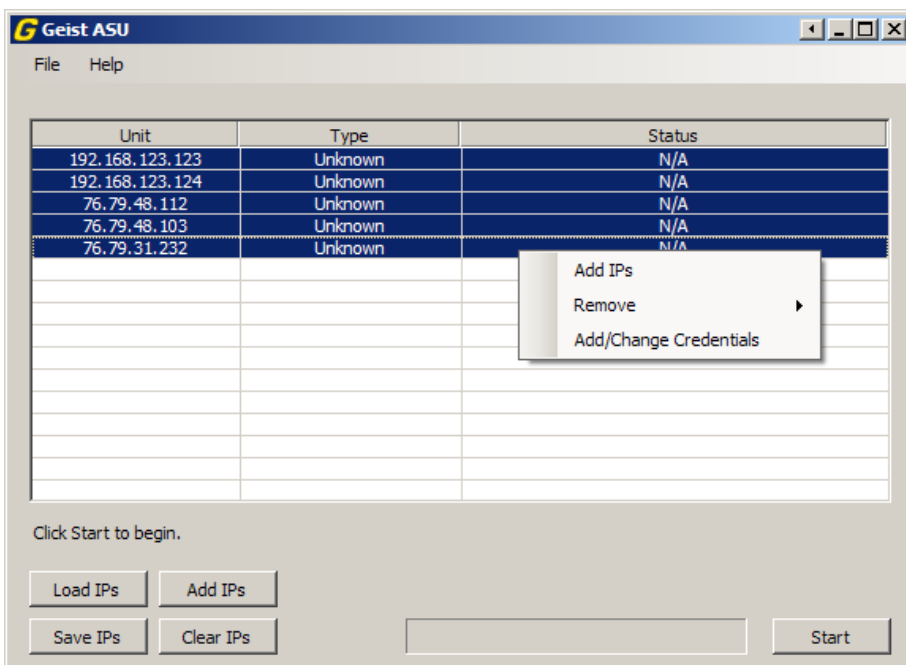 G Geist ASU
File Help
Unit Type Status
192.168.123.123 Unknown N/A
192.168.123.124 Unknown N/A
76.79.48.112 Unknown N/A
76.79.48.103 Unknown N/A
76.79.31.232 Unknown N/A
Add IPs
Remove
Add/Change Credentials
Click Start to begin.
Load IPs Add IPs
Save IPs Clear IPs Start